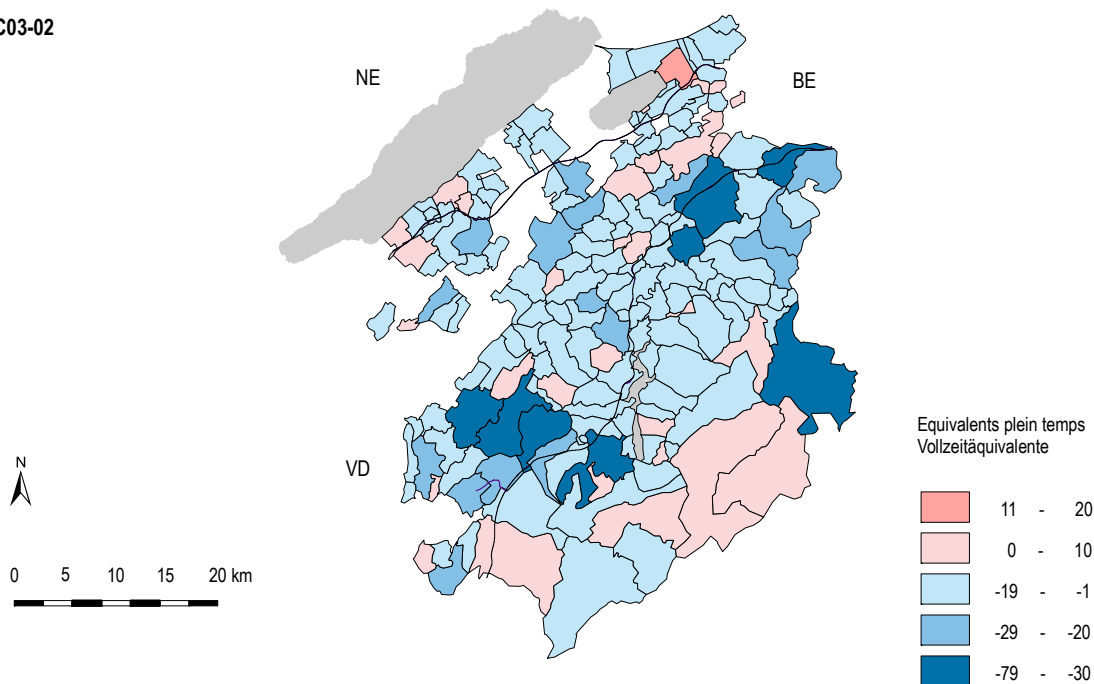 C03-02
NE
BE
VD
N
0 5 10 15 20 km
Equivalents plein temps
Vollzeitäquivalente
11 - 20
0 - 10
-19 - -1
-29 - -20
-79 - -30